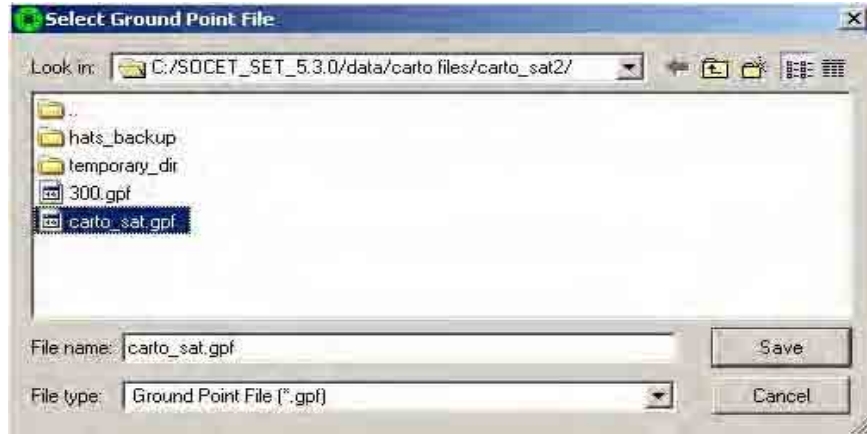 Select Ground Point File
Look in: C:/SOCET_SET_5.3.0/data/carto files/carto_sat2/
..
hats_backup
temporary_dir
300.gpf
carto_sat.gpf
File name: carto_sat.gpf Save
File type: Ground Point File (*.gpf) Cancel